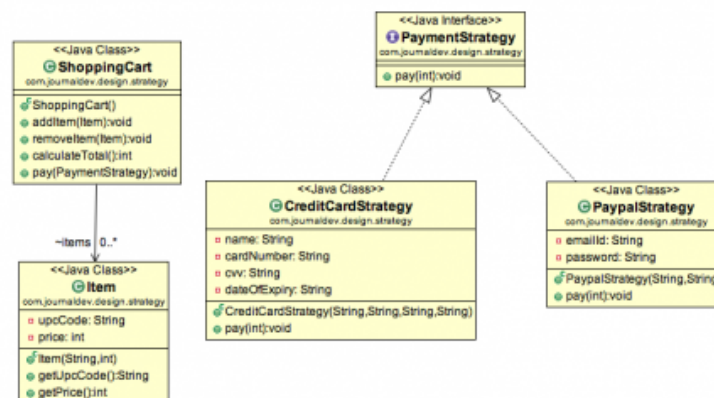 <<Java Class>>
ShoppingCart
com.journaldev.design.strategy
ShoppingCart()
addItem(Item):void
removeItem(Item):void
calculateTotal():int
pay(PaymentStrategy):void
~items 0..*
<<Java Class>>
Item
com.journaldev.design.strategy
upcCode: String
price: int
Item(String,int)
getUpcCode():String
getPrice():int
<<Java Interface>>
PaymentStrategy
com.journaldev.design.strategy
pay(int):void
<<Java Class>>
CreditCardStrategy
com.journaldev.design.strategy
name: String
cardNumber: String
cvv: String
dateOfExpiry: String
CreditCardStrategy(String,String,String,String)
pay(int):void
<<Java Class>>
PaypalStrategy
com.journaldev.design.strategy
emailId: String
password: String
PaypalStrategy(String,String
pay(int):void